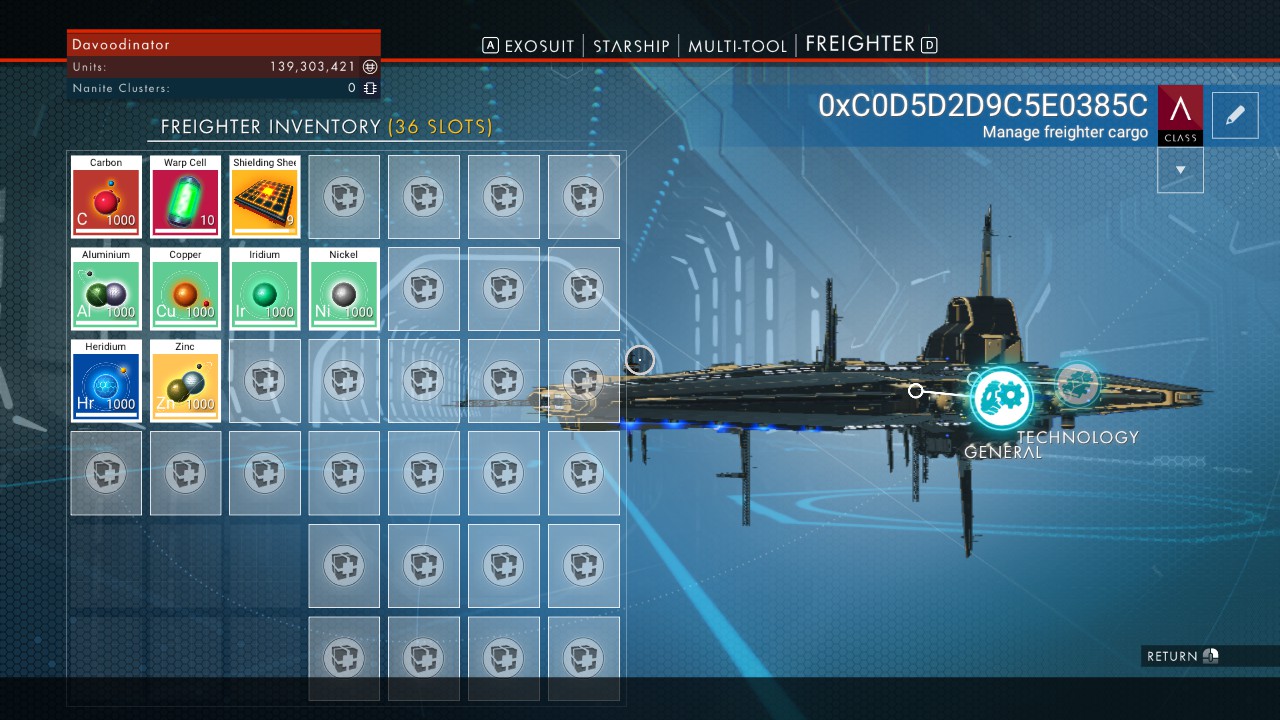 Davoodinator
Units: 139,303,421
Nanite Clusters: 0
A EXOSUIT STARSHIP MULTI-TOOL FREIGHTER D
0xC0D5D2D9C5E0385C
Manage freighter cargo
CLASS
FREIGHTER INVENTORY (36 SLOTS)
Carbon Warp Cell Shielding Shee
C 1000 10 9
Aluminium Copper Iridium Nickel
Al 1000 Cu 1000 Ir 1000 Ni 1000
Heridium Zinc
Hr 1000 Zn 1000
TECHNOLOGY
GENERAL
RETURN